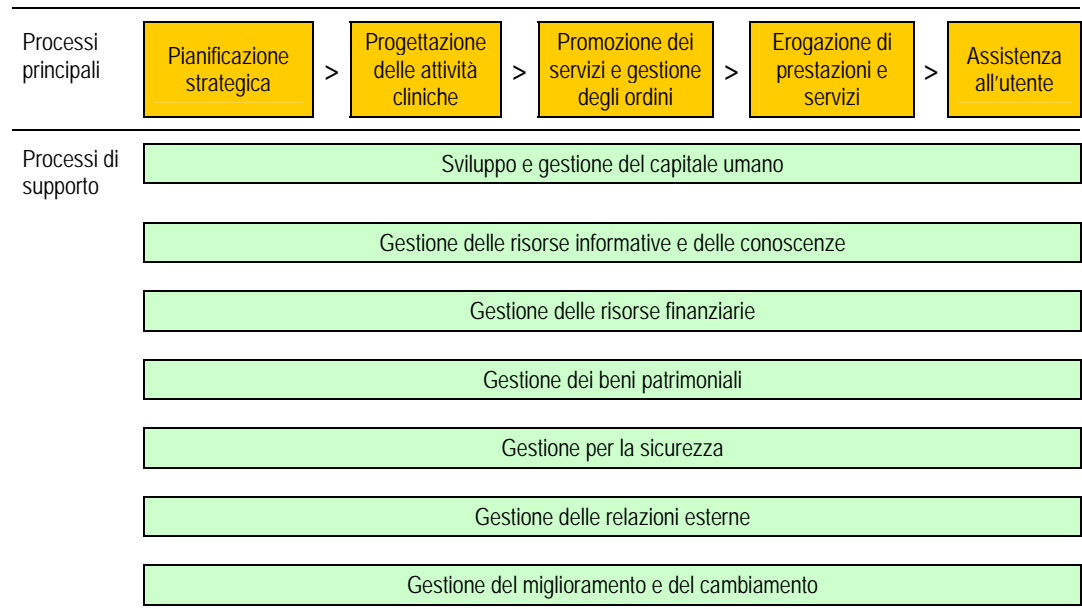 Processi
principali
Pianificazione
strategica
>
Progettazione
delle attività
cliniche
>
Promozione dei
servizi e gestione
degli ordini
>
Erogazione di
prestazioni e
servizi
>
Assistenza
all'utente
Processi di
supporto
Sviluppo e gestione del capitale umano
Gestione delle risorse informative e delle conoscenze
Gestione delle risorse finanziarie
Gestione dei beni patrimoniali
Gestione per la sicurezza
Gestione delle relazioni esterne
Gestione del miglioramento e del cambiamento